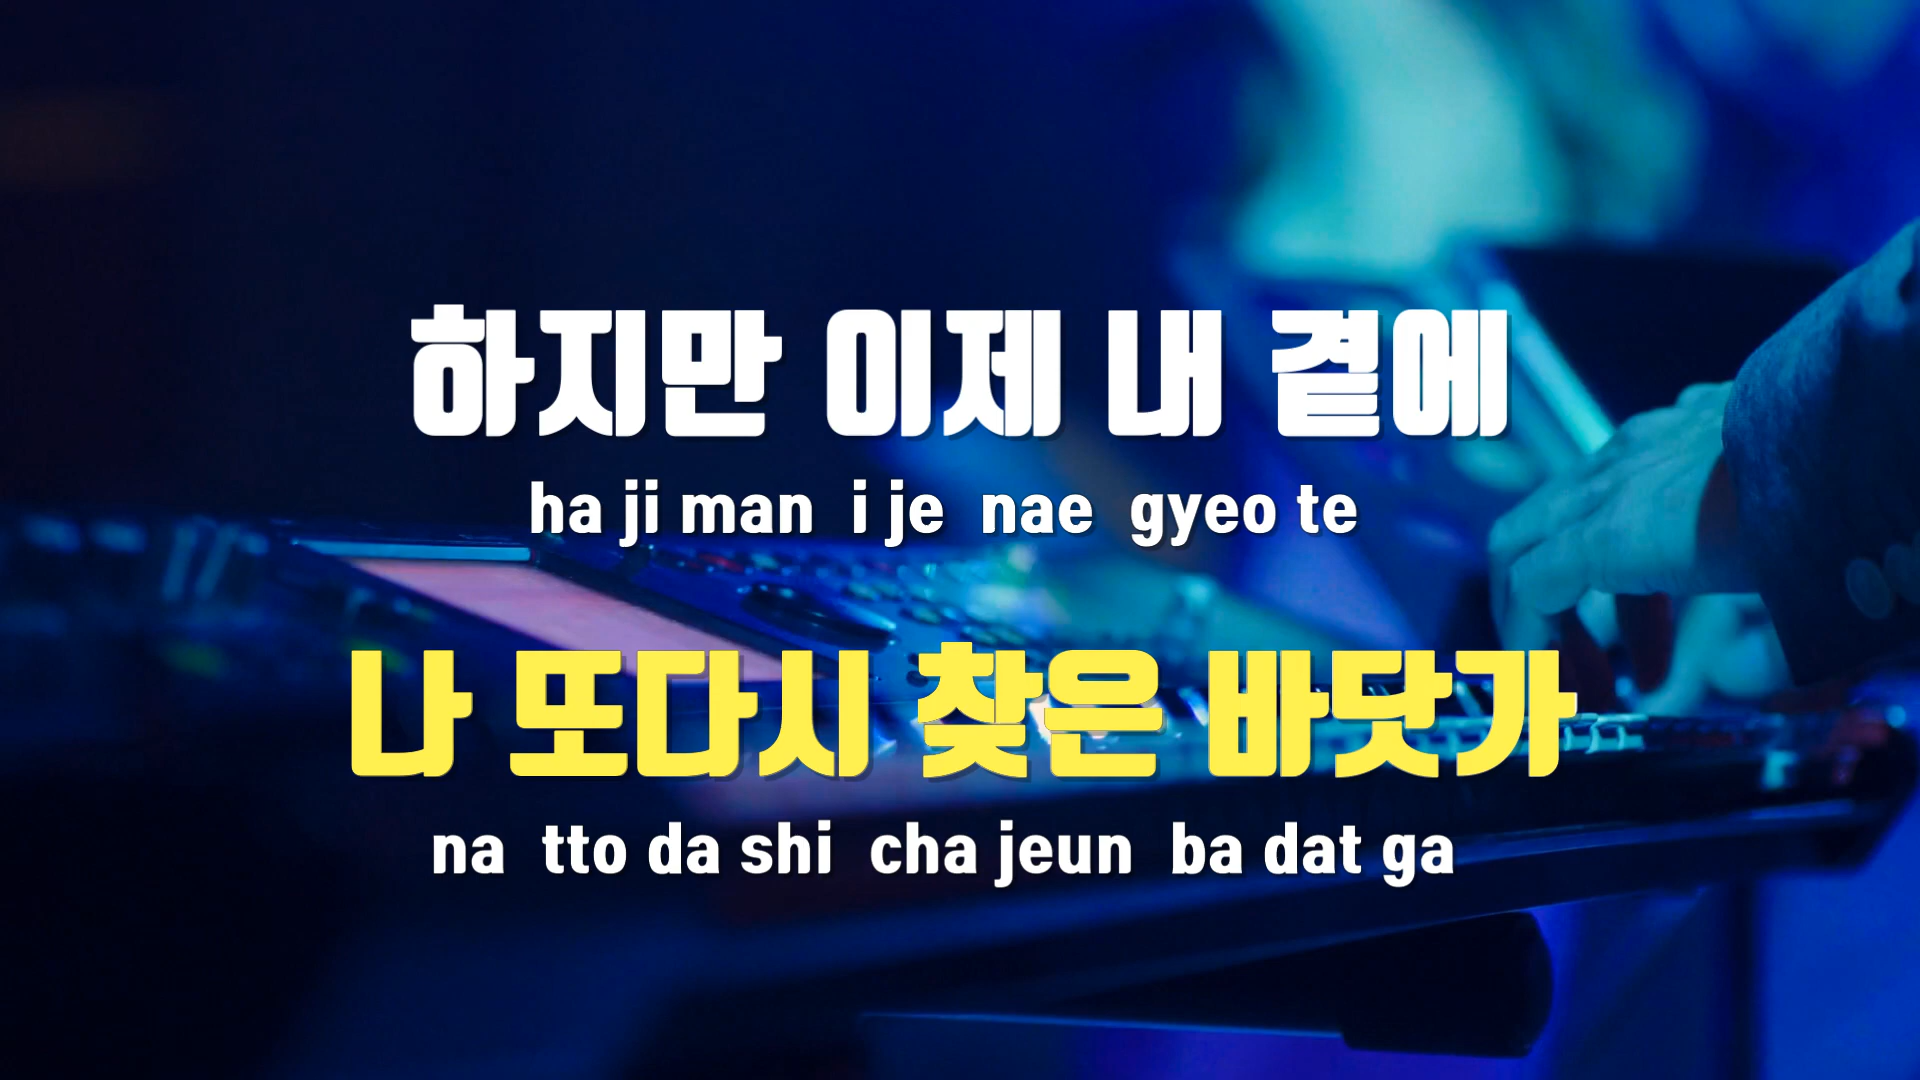 하지만 이제 내 곁에
ha ji man i je nae gyeo te
나 또다시 찾은 바닷가
na tto da shi cha jeun ba dat ga